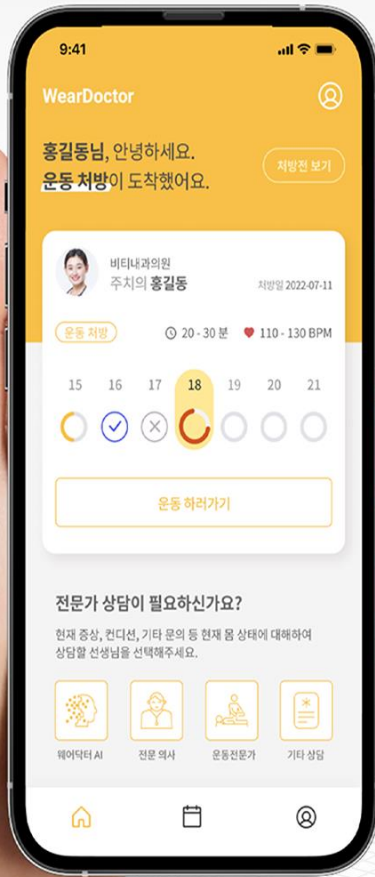 9:41
WearDoctor
홍길동님, 안녕하세요.
운동 처방이 도착했어요.
처방전 보기
비티내과의원
주치의 홍길동
처방일 2022-07-11
운동 처방
20 - 30 분
110 - 130 BPM
15 16 17 18 19 20 21
운동 하러가기
전문가 상담이 필요하신가요?
현재 증상, 컨디션, 기타 문의 등 현재 몸 상태에 대해하여
상담할 선생님을 선택해주세요.
웨어닥터 AI
전문 의사
운동전문가
기타 상담